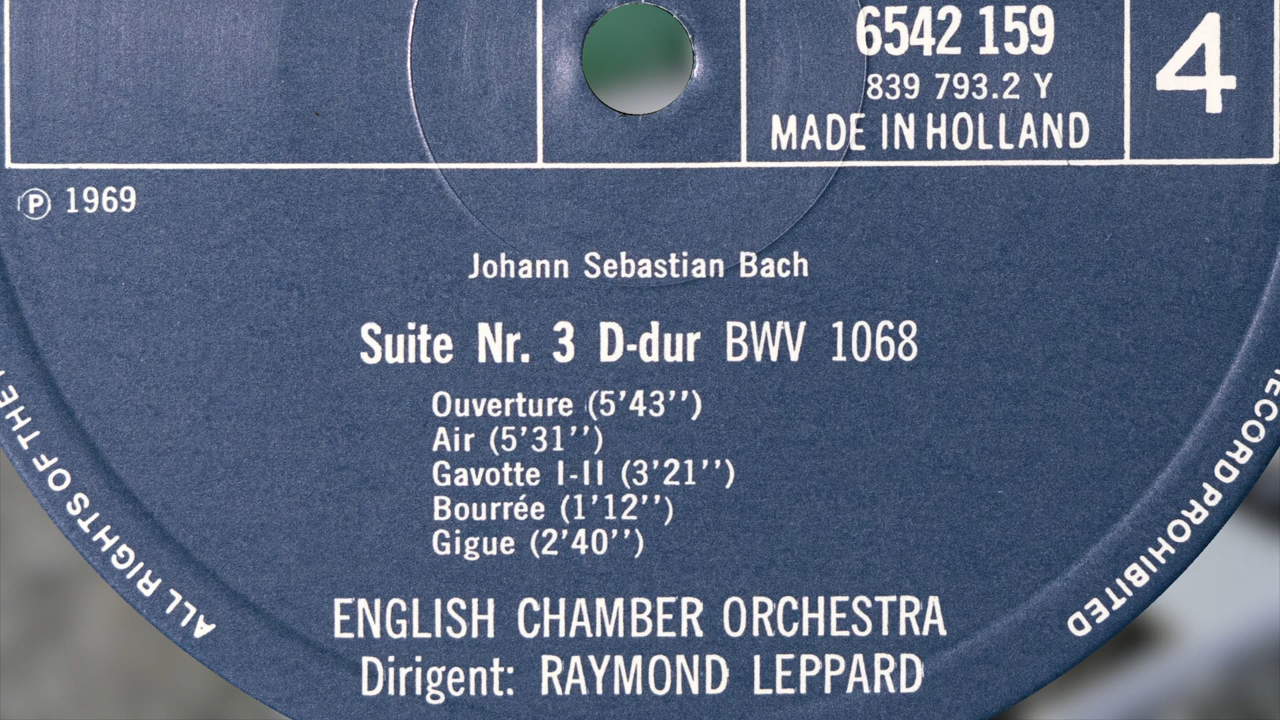 6542 159
839 793.2 Y
MADE IN HOLLAND
4
℗ 1969
Johann Sebastian Bach
Suite Nr. 3 D-dur BWV 1068
Ouverture (5'43'')
Air (5'31'')
Gavotte I-II (3'21'')
Bourrée (1'12'')
Gigue (2'40'')
ENGLISH CHAMBER ORCHESTRA
Dirigent: RAYMOND LEPPARD
ALL RIGHTS OF THE
RECORD PROHIBITED